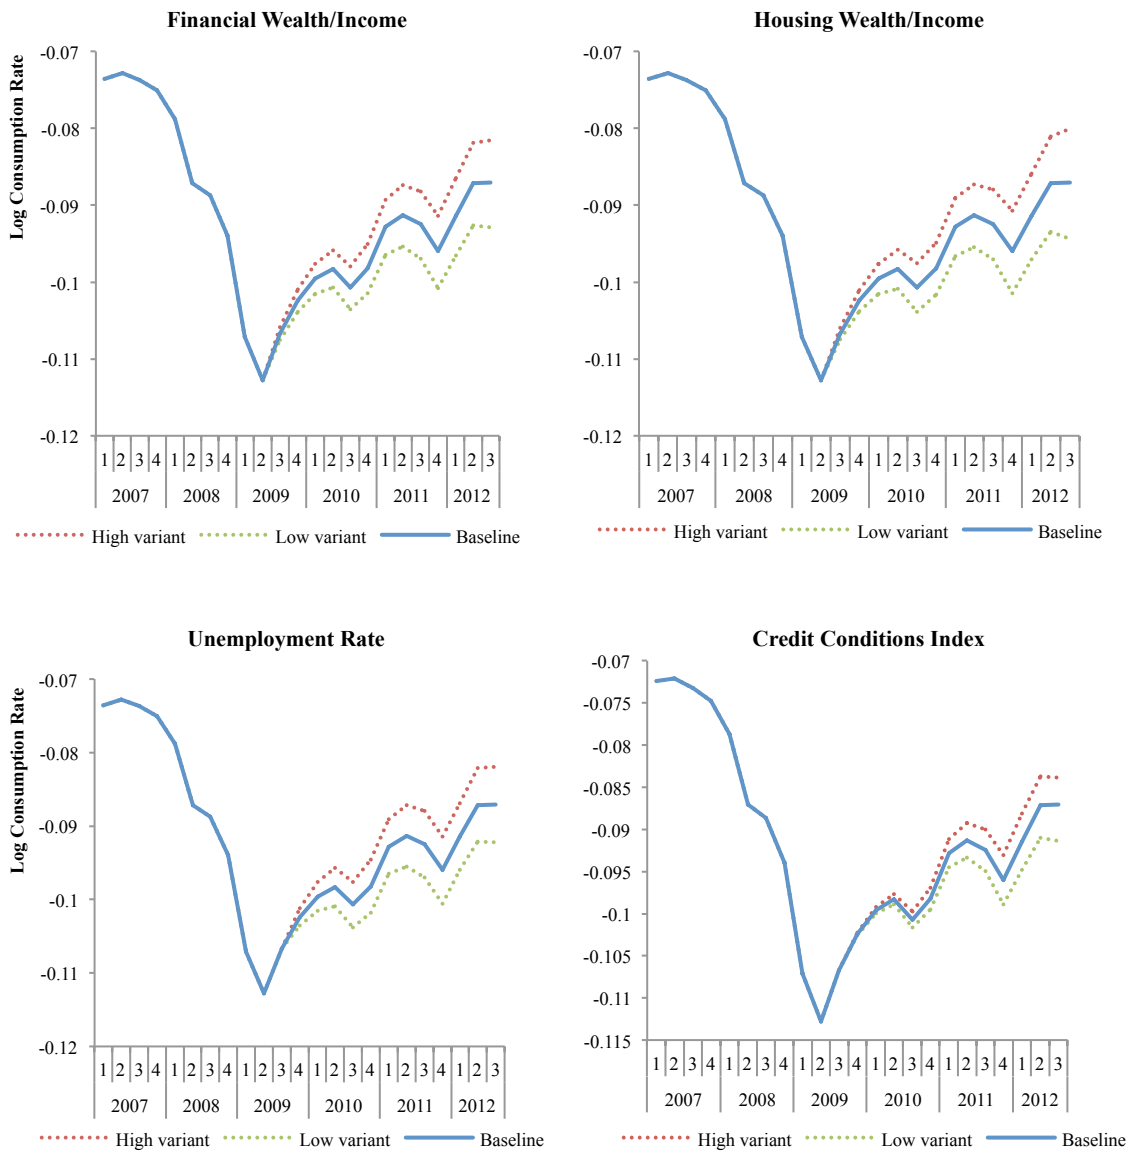 Financial Wealth/Income
Log Consumption Rate
-0.07
-0.08
-0.09
-0.1
-0.11
-0.12
1 2 3 4 1 2 3 4 1 2 3 4 1 2 3 4 1 2 3 4 1 2 3
2007 2008 2009 2010 2011 2012
High variant Low variant Baseline
Housing Wealth/Income
-0.07
-0.08
-0.09
-0.1
-0.11
-0.12
1 2 3 4 1 2 3 4 1 2 3 4 1 2 3 4 1 2 3 4 1 2 3
2007 2008 2009 2010 2011 2012
High variant Low variant Baseline
Unemployment Rate
Log Consumption Rate
-0.07
-0.08
-0.09
-0.1
-0.11
-0.12
1 2 3 4 1 2 3 4 1 2 3 4 1 2 3 4 1 2 3 4 1 2 3
2007 2008 2009 2010 2011 2012
High variant Low variant Baseline
Credit Conditions Index
-0.07
-0.075
-0.08
-0.085
-0.09
-0.095
-0.1
-0.105
-0.11
-0.115
1 2 3 4 1 2 3 4 1 2 3 4 1 2 3 4 1 2 3 4 1 2 3
2007 2008 2009 2010 2011 2012
High variant Low variant Baseline